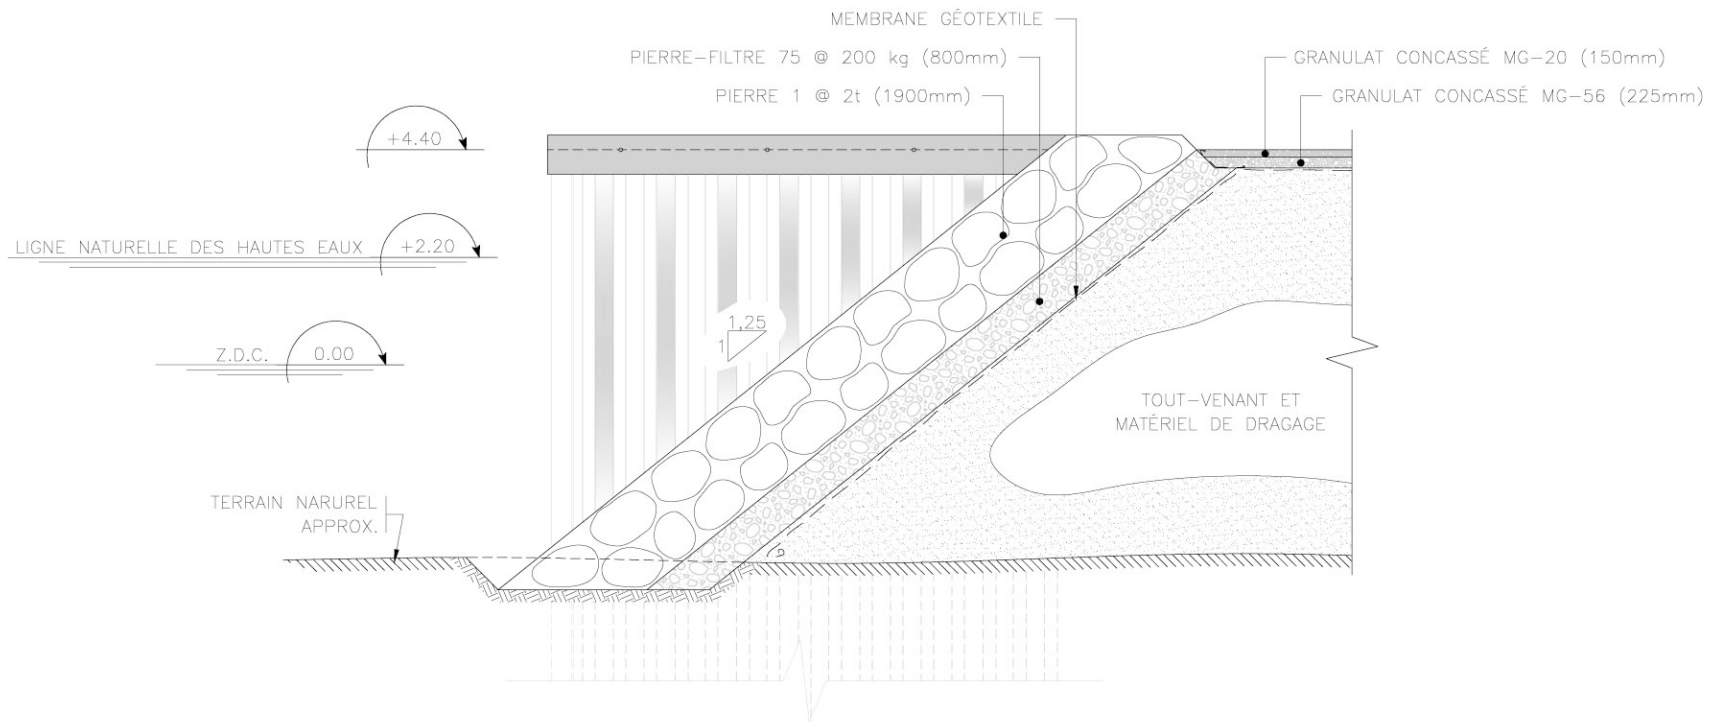 MEMBRANE GÉOTEXTILE
PIERRE-FILTRE 75 @ 200 kg (800mm)
GRANULAT CONCASSÉ MG-20 (150mm)
PIERRE 1 @ 2t (1900mm)
GRANULAT CONCASSÉ MG-56 (225mm)
+4.40
LIGNE NATURELLE DES HAUTES EAUX
+2.20
1,25
1
Z.D.C.
0.00
TOUT-VENANT ET
MATÉRIEL DE DRAGAGE
TERRAIN NARUREL
APPROX.